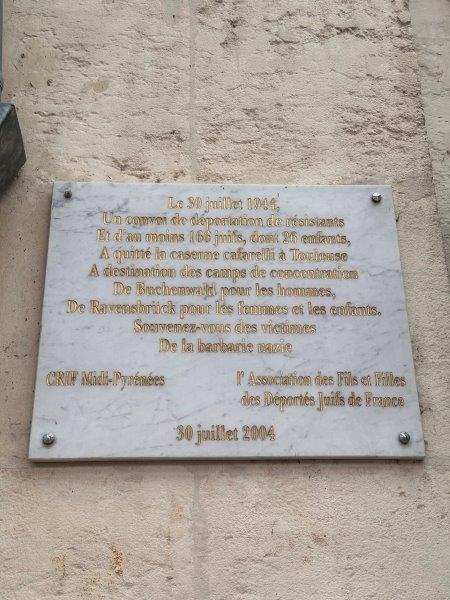 Le 30 juillet 1944,
Un convoi de déportation de résistants
Et d'au moins 166 juifs, dont 26 enfants,
A quitté la caserne cafarelli à Toulouse
A destination des camps de concentration
De Buchenwald pour les hommes,
De Ravensbrück pour les femmes et les enfants.
Souvenez-vous des victimes
De la barbarie nazie
CRIF Midi-Pyrénées
l'Association des Fils et Filles
des Déportés Juifs de France
30 juillet 2004